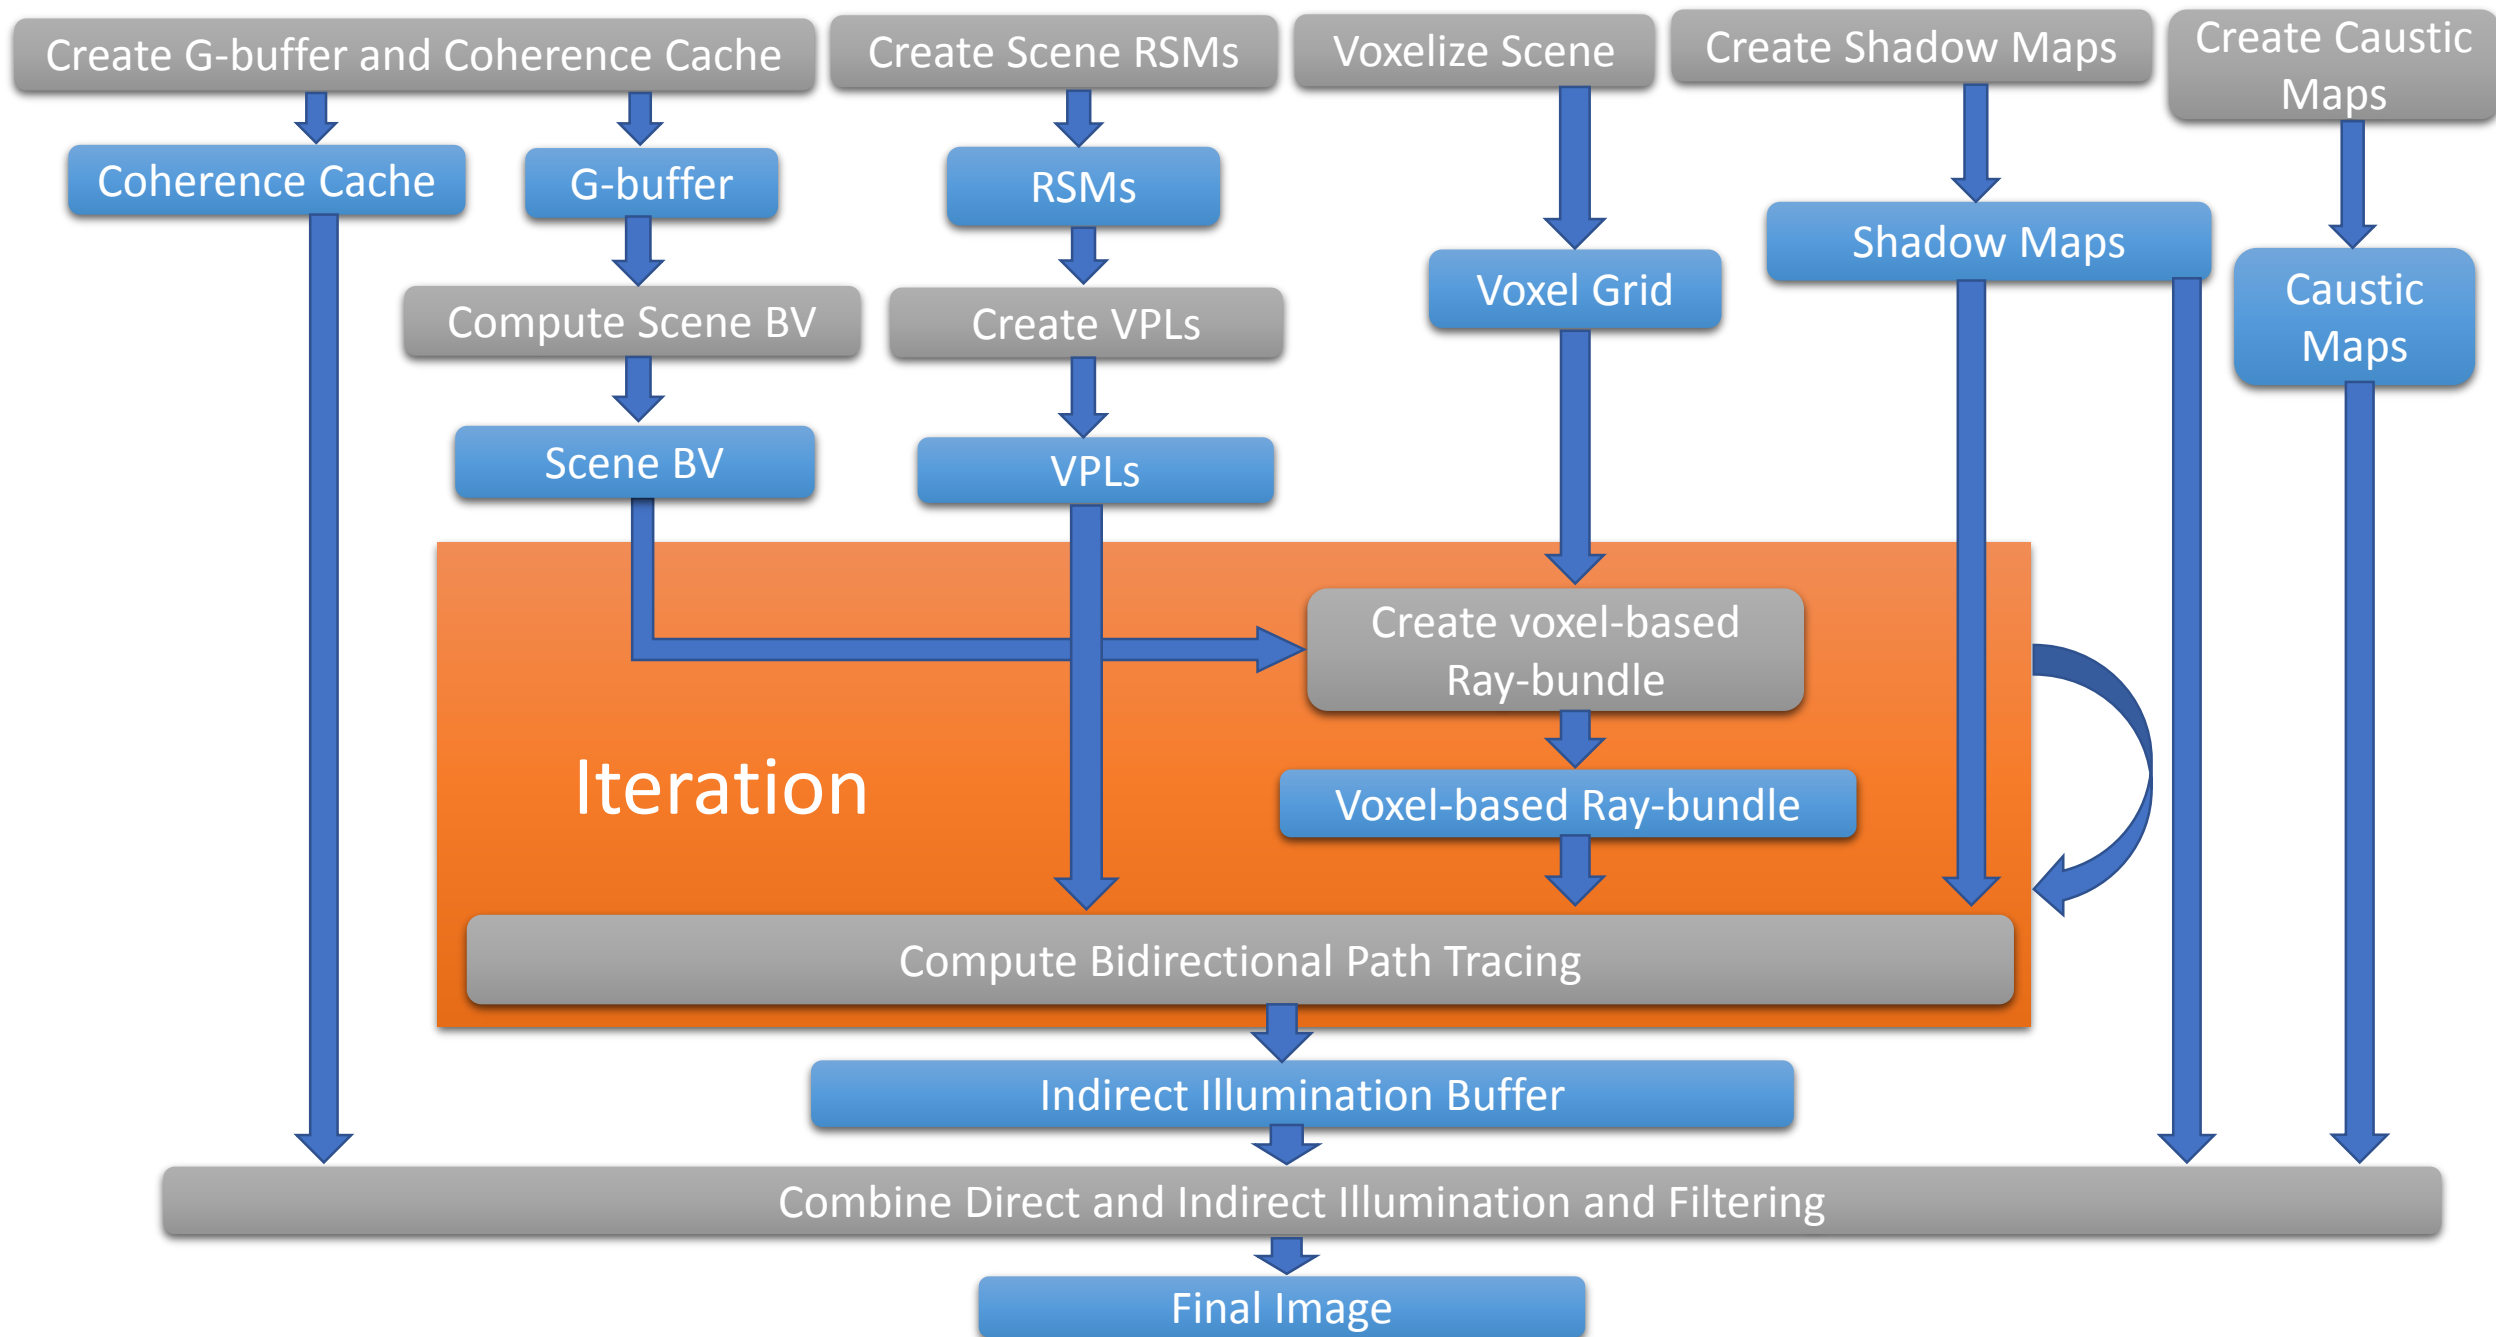 Create G-buffer and Coherence Cache
Create Scene RSMs
Voxelize Scene
Create Shadow Maps
Create Caustic
Maps
Coherence Cache
G-buffer
RSMs
Shadow Maps
Voxel Grid
Caustic
Maps
Compute Scene BV
Create VPLs
Scene BV
VPLs
Create voxel-based
Ray-bundle
Iteration
Voxel-based Ray-bundle
Compute Bidirectional Path Tracing
Indirect Illumination Buffer
Combine Direct and Indirect Illumination and Filtering
Final Image